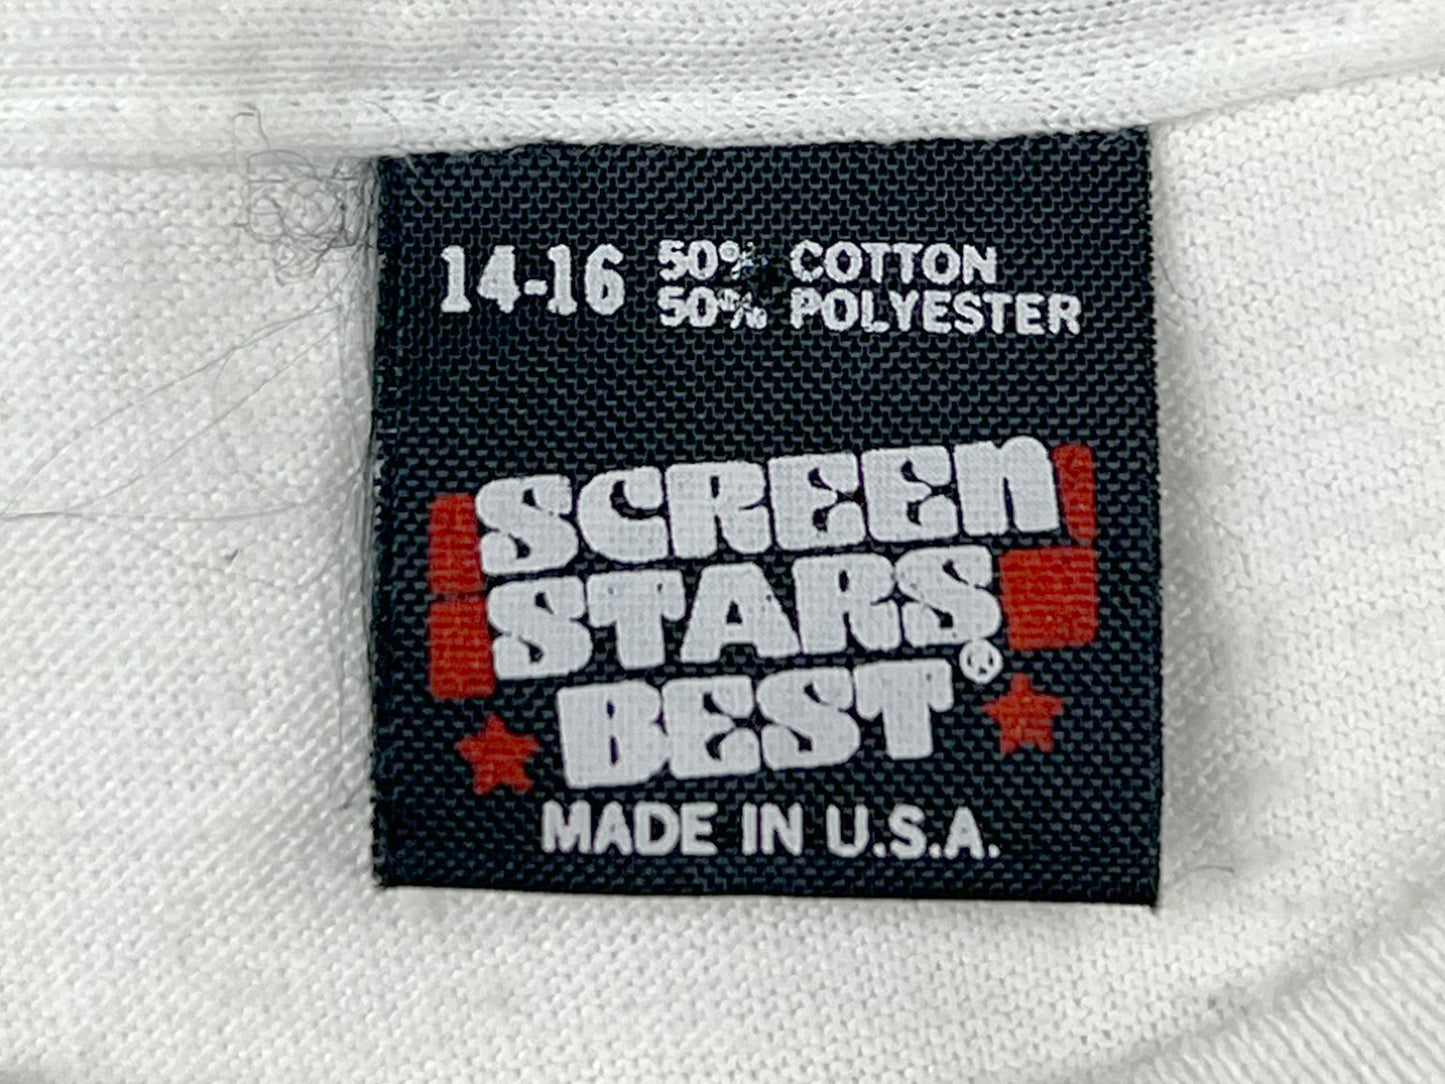 14-16 50% COTTON
50% POLYESTER
SCREEN
STARS
BEST®
MADE IN U.S.A.